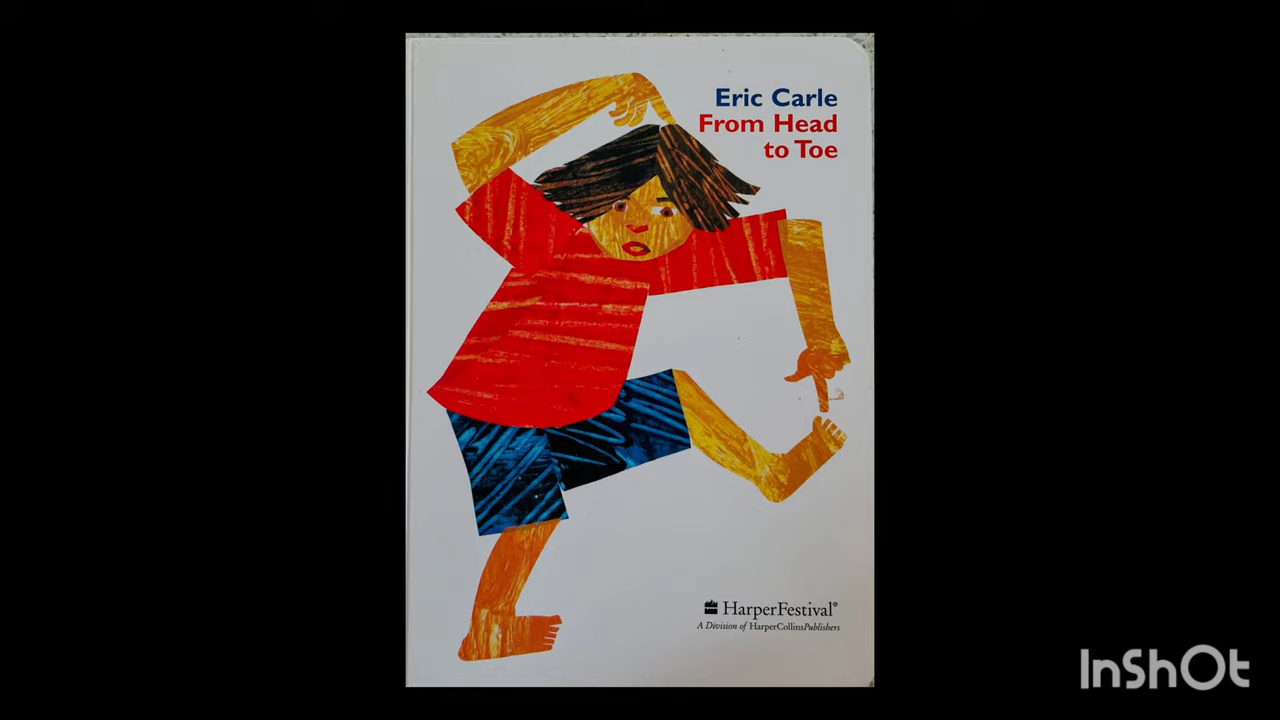 Eric Carle
From Head
to Toe
HarperFestival®
A Division of HarperCollinsPublishers
InShOt